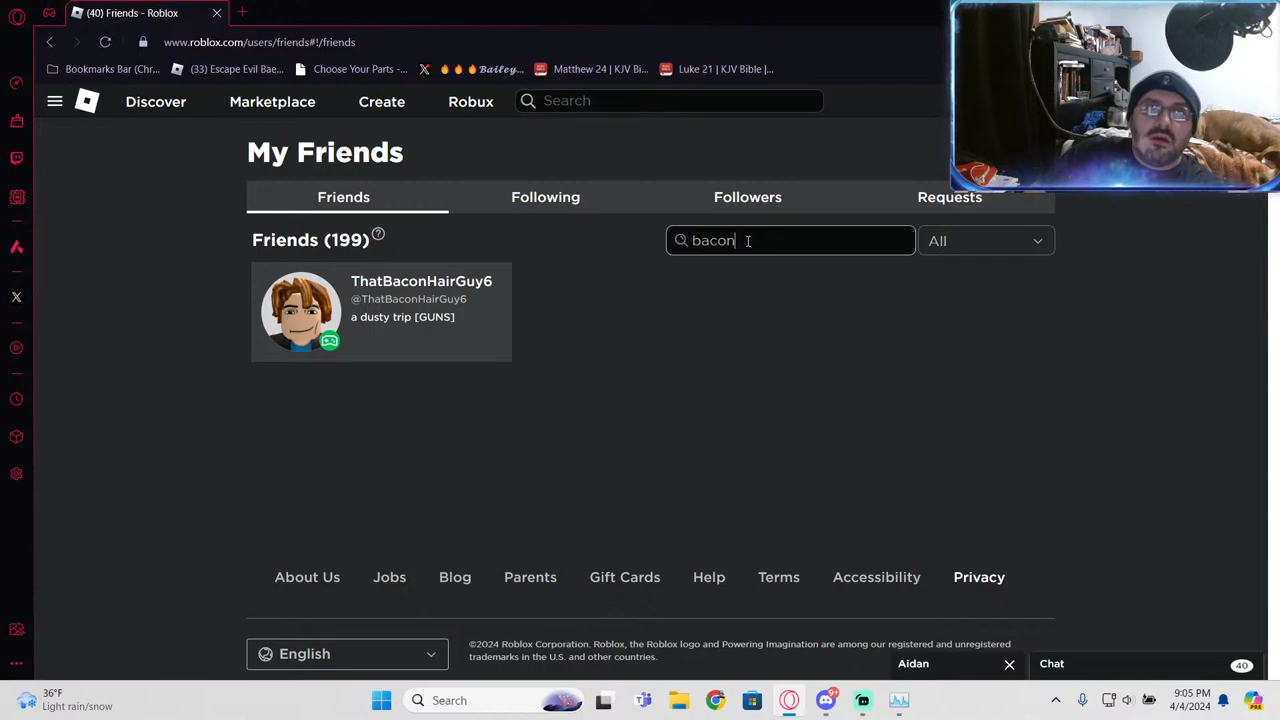 (40) Friends - Roblox
www.roblox.com/users/friends#!/friends
Bookmarks Bar (Chr... (33) Escape Evil Bae... Choose Your Parts -... 🔥🔥🔥𝓑𝓪𝓲𝓵𝓮𝔂... Matthew 24 | KJV Bi... Luke 21 | KJV Bible |...
Discover Marketplace Create Robux Search
My Friends
Friends Following Followers Requests
Friends (199) bacon All
ThatBaconHairGuy6
@ThatBaconHairGuy6
a dusty trip [GUNS]
About Us Jobs Blog Parents Gift Cards Help Terms Accessibility Privacy
English
©2024 Roblox Corporation. Roblox, the Roblox logo and Powering Imagination are among our registered and unregistered
trademarks in the U.S. and other countries.
Aidan Chat 40
36°F
Light rain/snow
Search
9+
9:05 PM
4/4/2024
PRE